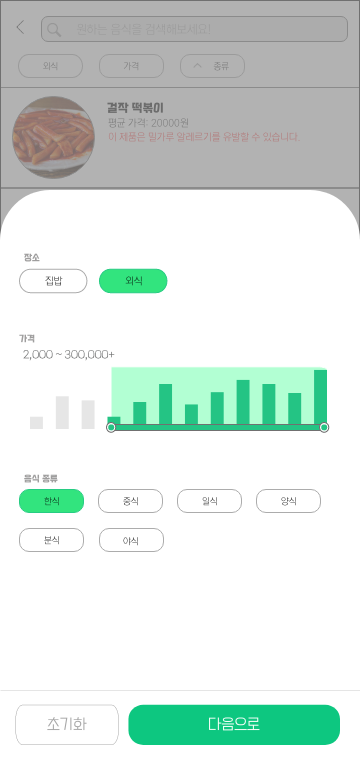 원하는 음식을 검색해보세요!
외식
가격
종류
걸작 떡볶이
평균 가격: 20000원
이 제품은 밀가루 알레르기를 유발할 수 있습니다.
장소
집밥
외식
가격
2,000 ~ 300,000+
음식 종류
한식
중식
일식
양식
분식
야식
초기화
다음으로